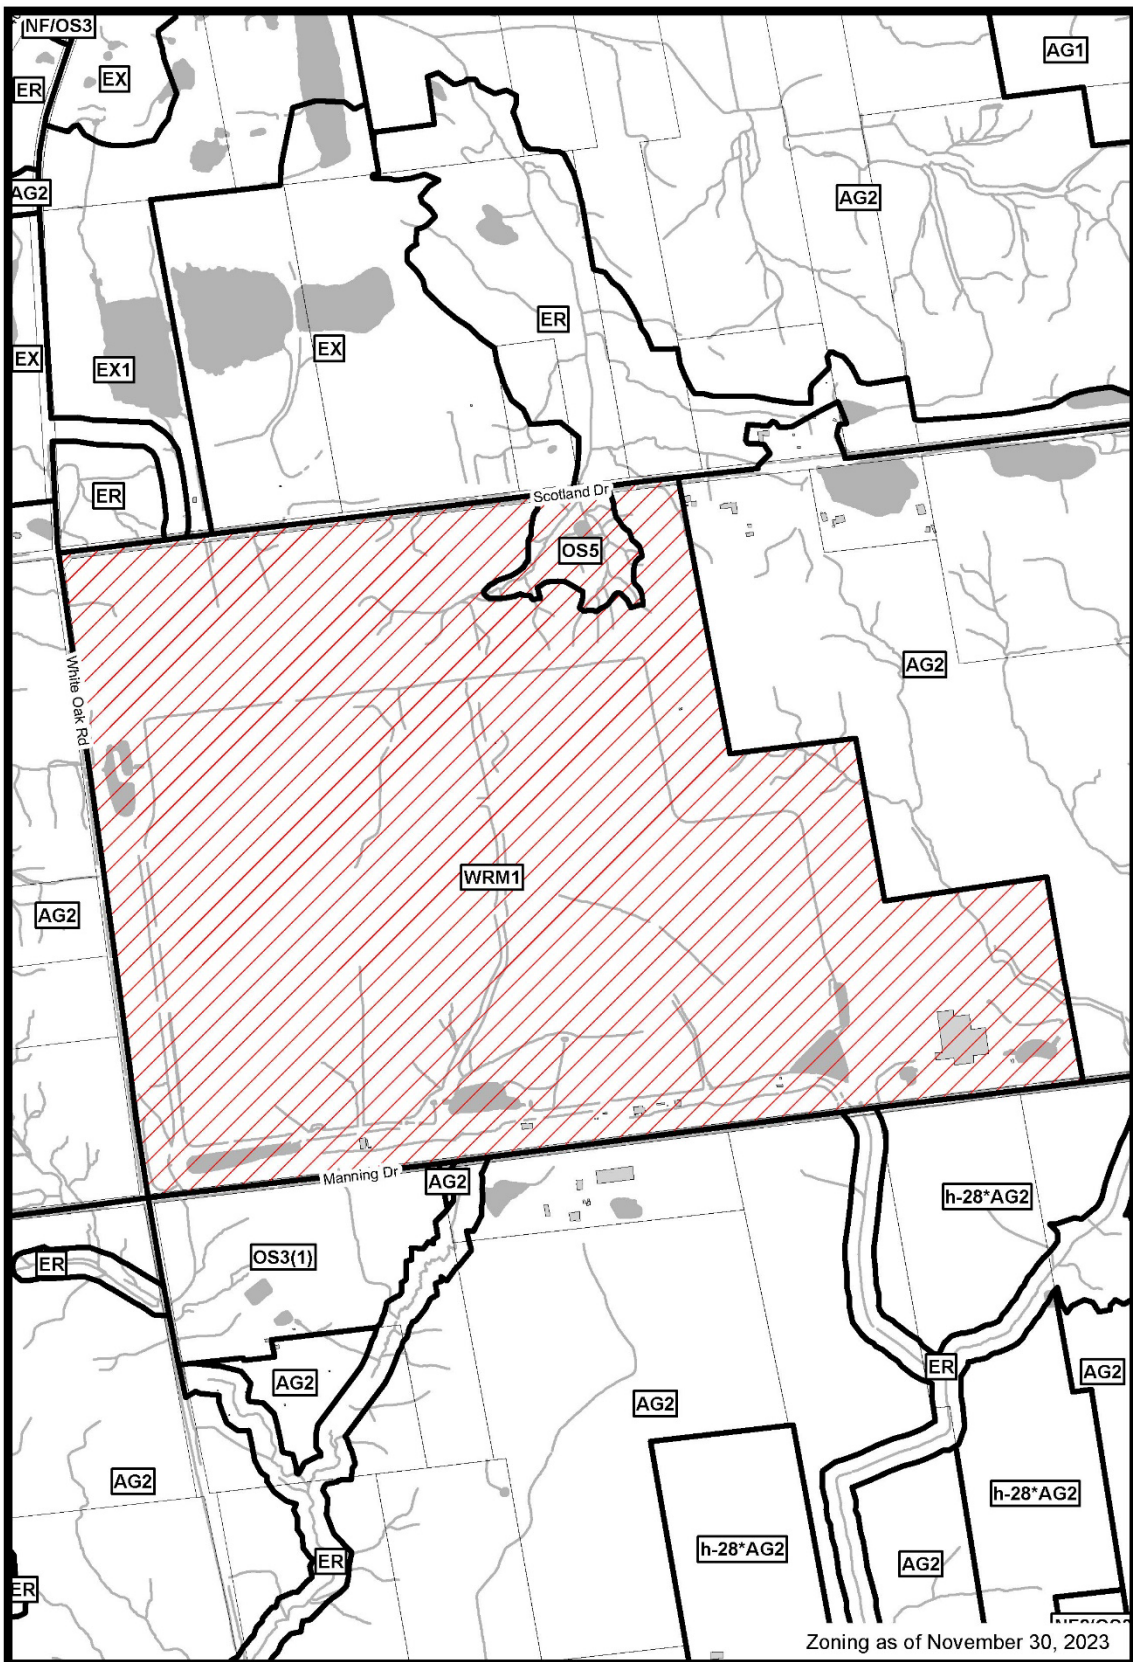 NF/OS3
AG1
EX
ER
AG2
AG2
ER
EX
EX
EX1
ER
Scotland Dr
OS5
AG2
White Oak Rd
WRM1
AG2
Manning Dr
AG2
h-28*AG2
OS3(1)
ER
ER
AG2
AG2
AG2
AG2
h-28*AG2
h-28*AG2
ER
AG2
ER
Zoning as of November 30, 2023